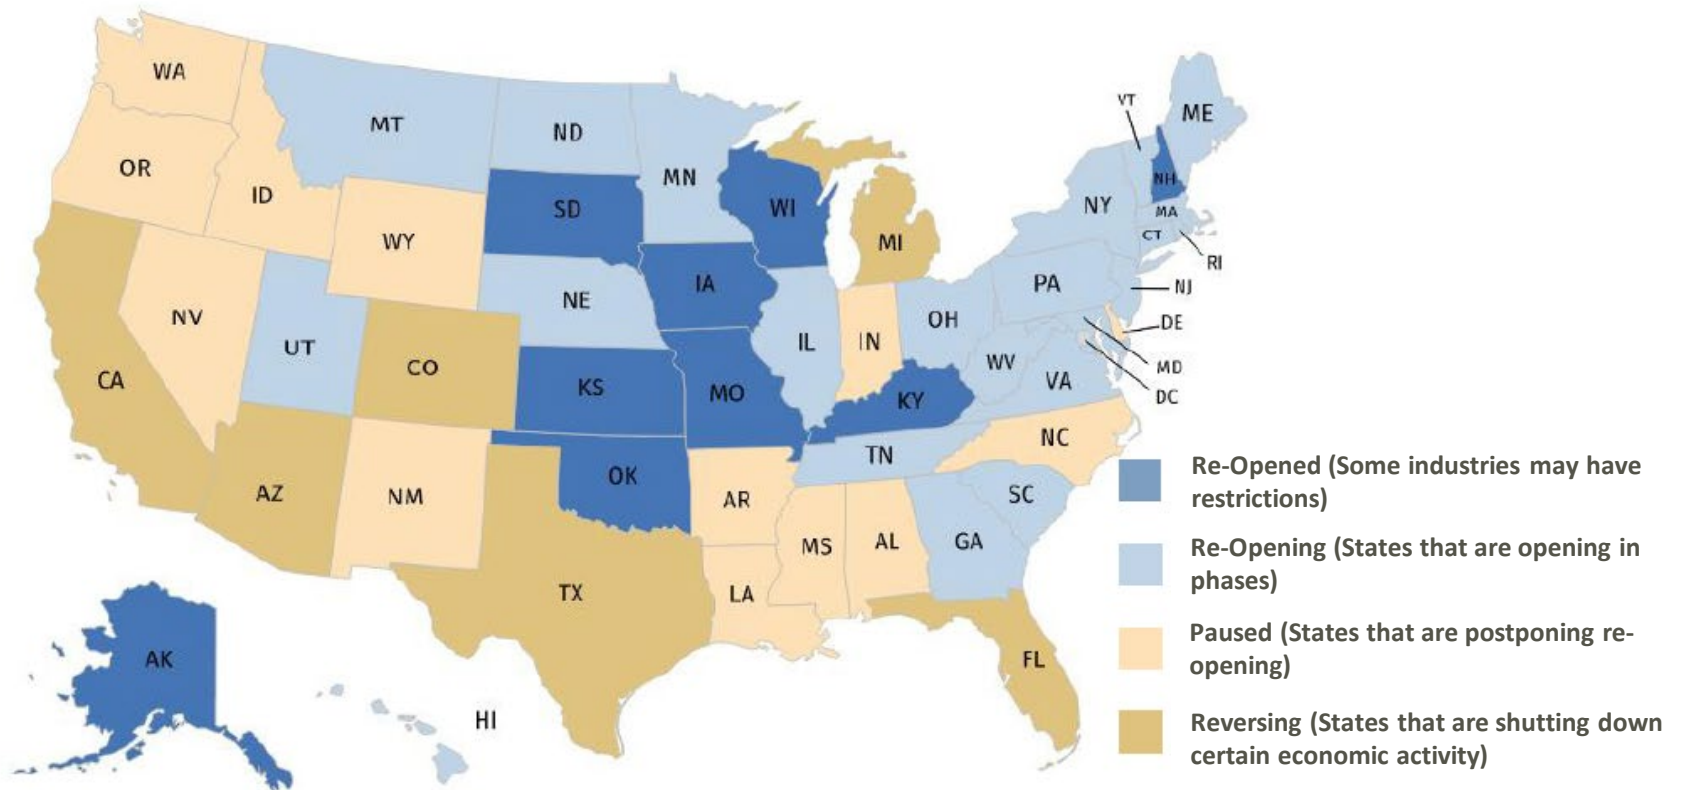 WA
OR
ID
MT
ND
MN
SD
WI
WY
NV
UT
CO
CA
AZ
NM
NE
IA
KS
MO
OK
TX
AR
LA
MS
AL
GA
FL
SC
NC
TN
KY
IL
IN
OH
MI
WV
VA
PA
NY
VT
NH
ME
MA
CT
RI
NJ
DE
MD
DC
AK
HI
Re-Opened (Some industries may have
restrictions)
Re-Opening (States that are opening in
phases)
Paused (States that are postponing re-
opening)
Reversing (States that are shutting down
certain economic activity)